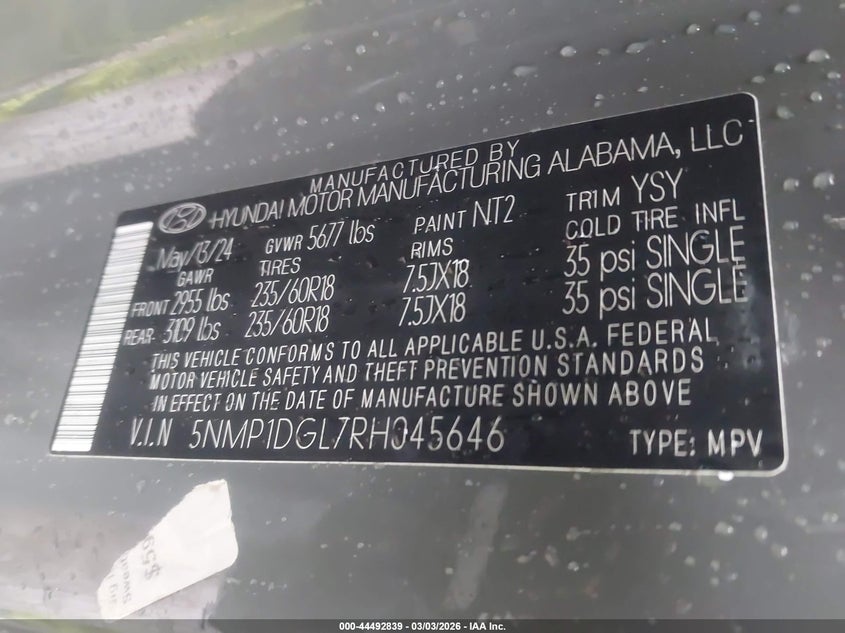 MANUFACTURED BY
HYUNDAI MOTOR MANUFACTURING ALABAMA, LLC
May/13/24 GVWR 5677 lbs PAINT NT2 TRIM YSY
GAWR TIRES RIMS COLD TIRE INFL
FRONT 2955 lbs 235/60R18 7.5JX18 35 psi SINGLE
REAR 3109 lbs 235/60R18 7.5JX18 35 psi SINGLE
THIS VEHICLE CONFORMS TO ALL APPLICABLE U.S.A. FEDERAL
MOTOR VEHICLE SAFETY AND THEFT PREVENTION STANDARDS
IN EFFECT ON THE DATE OF MANUFACTURE SHOWN ABOVE
V.I.N 5NMP1DGL7RH045646 TYPE: MPV
000-44492839 - 03/03/2026 - IAA Inc.